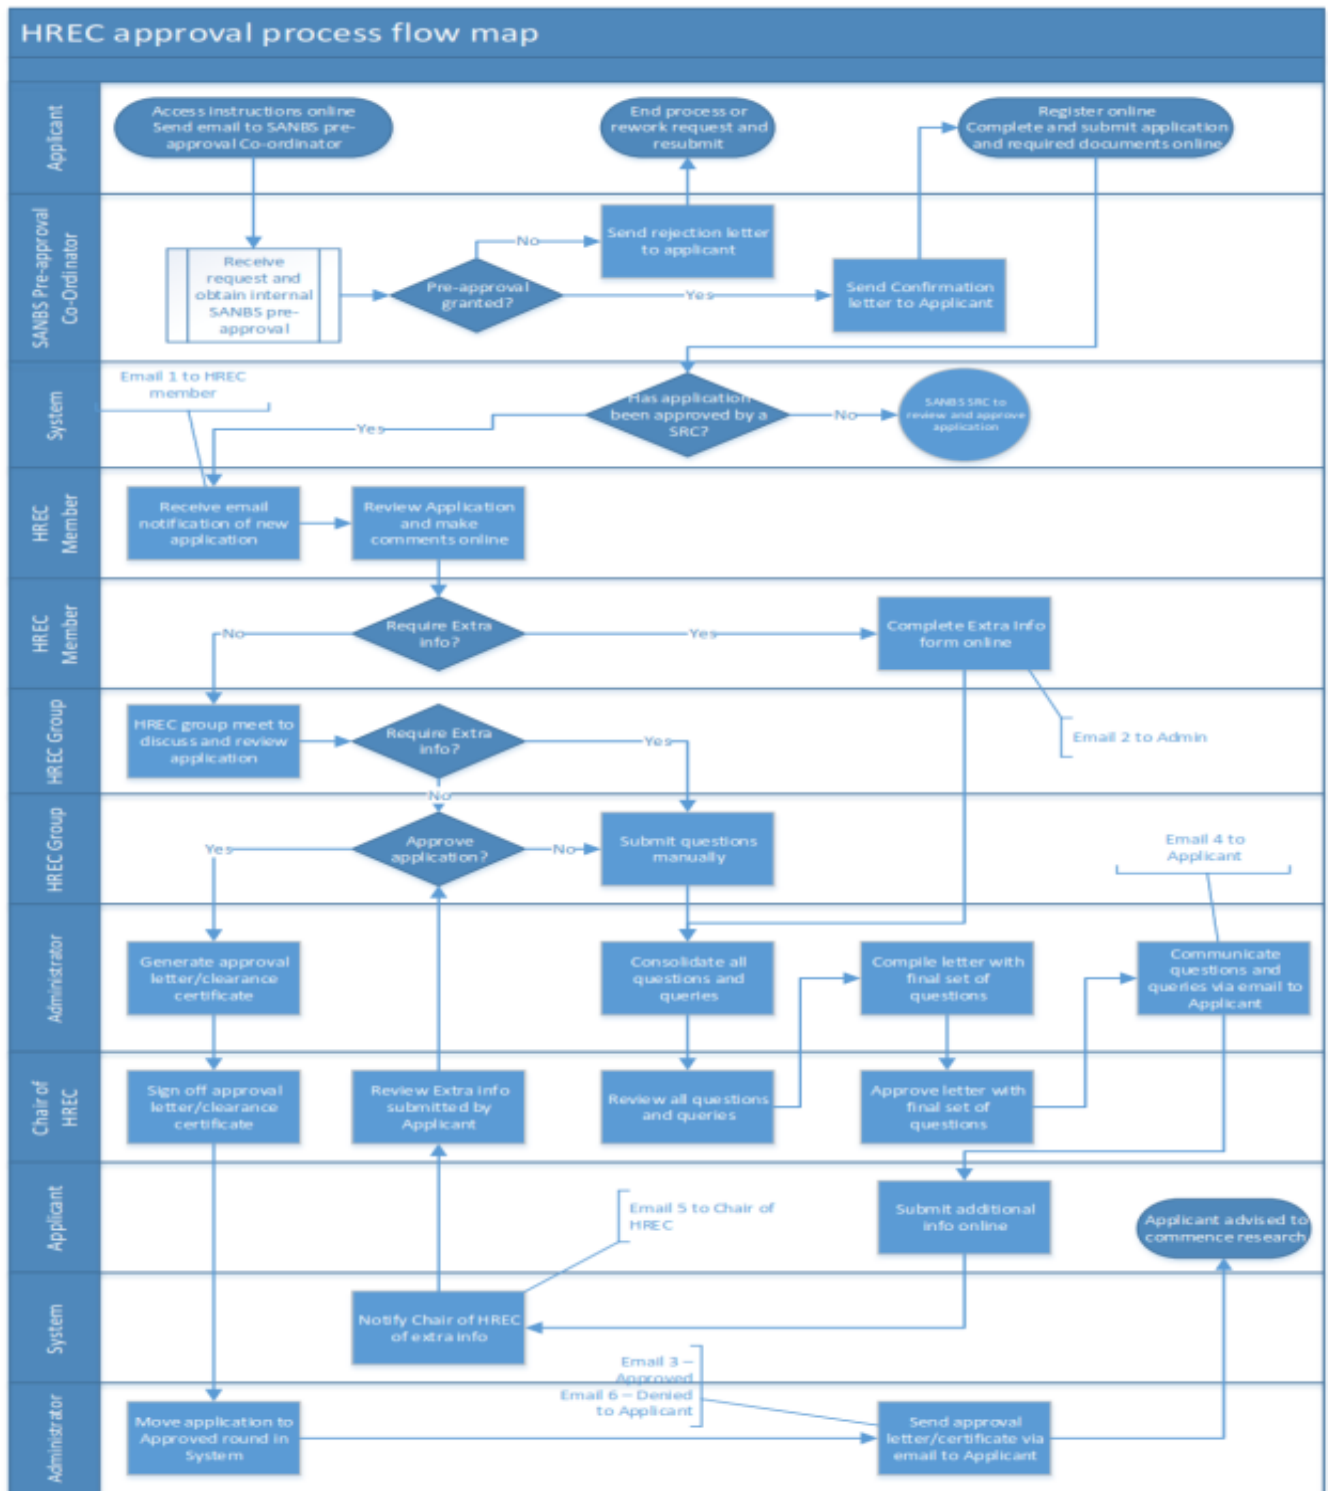 HREC approval process flow map
Applicant
Access instructions online
Send email to SANBS pre-
approval Co-ordinator
End process or
rework request and
resubmit
Register online
Complete and submit application
and required documents online
SANBS Pre-approval
Co-Ordinator
Receive
request and
obtain internal
SANBS pre-
approval
Pre-approval
granted?
No
Send rejection letter
to applicant
Yes
Send Confirmation
letter to Applicant
System
Email 1 to HREC
member
Yes
Has application
been approved by a
SRC?
No
SANBS SRC to
review and approve
application
HREC
Member
Receive email
notification of new
application
Review Application
and make
comments online
HREC
Member
No
Require Extra
info?
Yes
Complete Extra Info
form online
HREC Group
HREC group meet to
discuss and review
application
Require Extra
info?
Yes
Email 2 to Admin
No
HREC Group
Yes
Approve
application?
No
Submit questions
manually
Email 4 to
Applicant
Administrator
Generate approval
letter/clearance
certificate
Consolidate all
questions and
queries
Compile letter with
final set of
questions
Communicate
questions and
queries via email to
Applicant
Chair of
HREC
Sign off approval
letter/clearance
certificate
Review Extra info
submitted by
Applicant
Review all questions
and queries
Approve letter with
final set of
questions
Applicant
Email 5 to Chair of
HREC
Submit additional
info online
Applicant advised to
commence research
System
Notify Chair of HREC
of extra info
Email 3 –
Approved
Email 6 – Denied
to Applicant
Administrator
Move application to
Approved round in
System
Send approval
letter/certificate via
email to Applicant